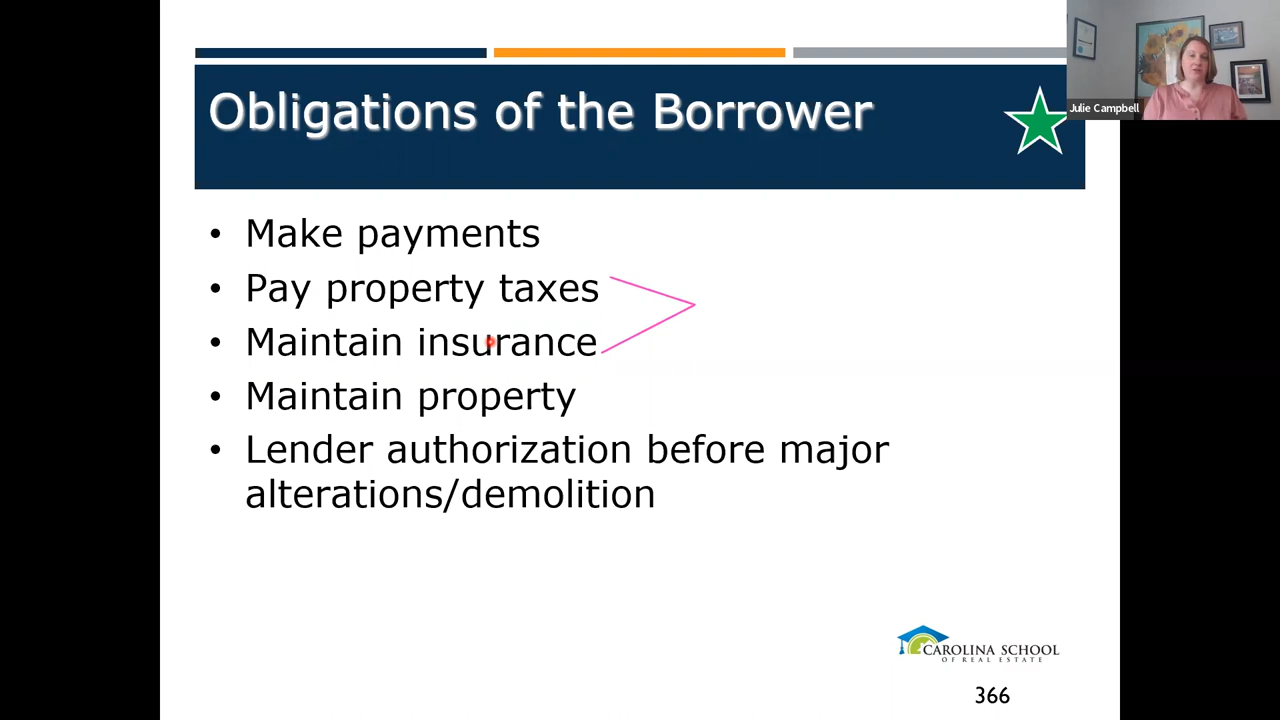 Obligations of the Borrower
Julie Campbell
• Make payments
• Pay property taxes
• Maintain insurance
• Maintain property
• Lender authorization before major
alterations/demolition
CAROLINA SCHOOL
OF REAL ESTATE
366